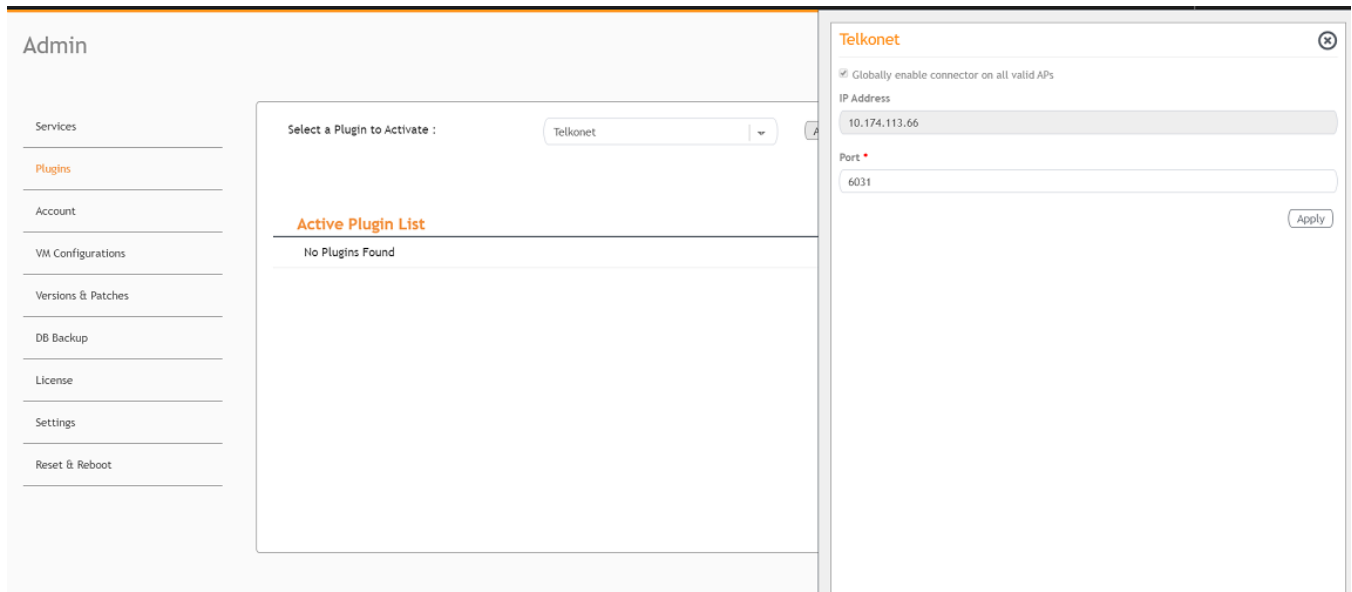 Admin
Services
Plugins
Account
VM Configurations
Versions & Patches
DB Backup
License
Settings
Reset & Reboot
Select a Plugin to Activate :
Telkonet
A
Active Plugin List
No Plugins Found
Telkonet
Globally enable connector on all valid APs
IP Address
10.174.113.66
Port *
6031
Apply